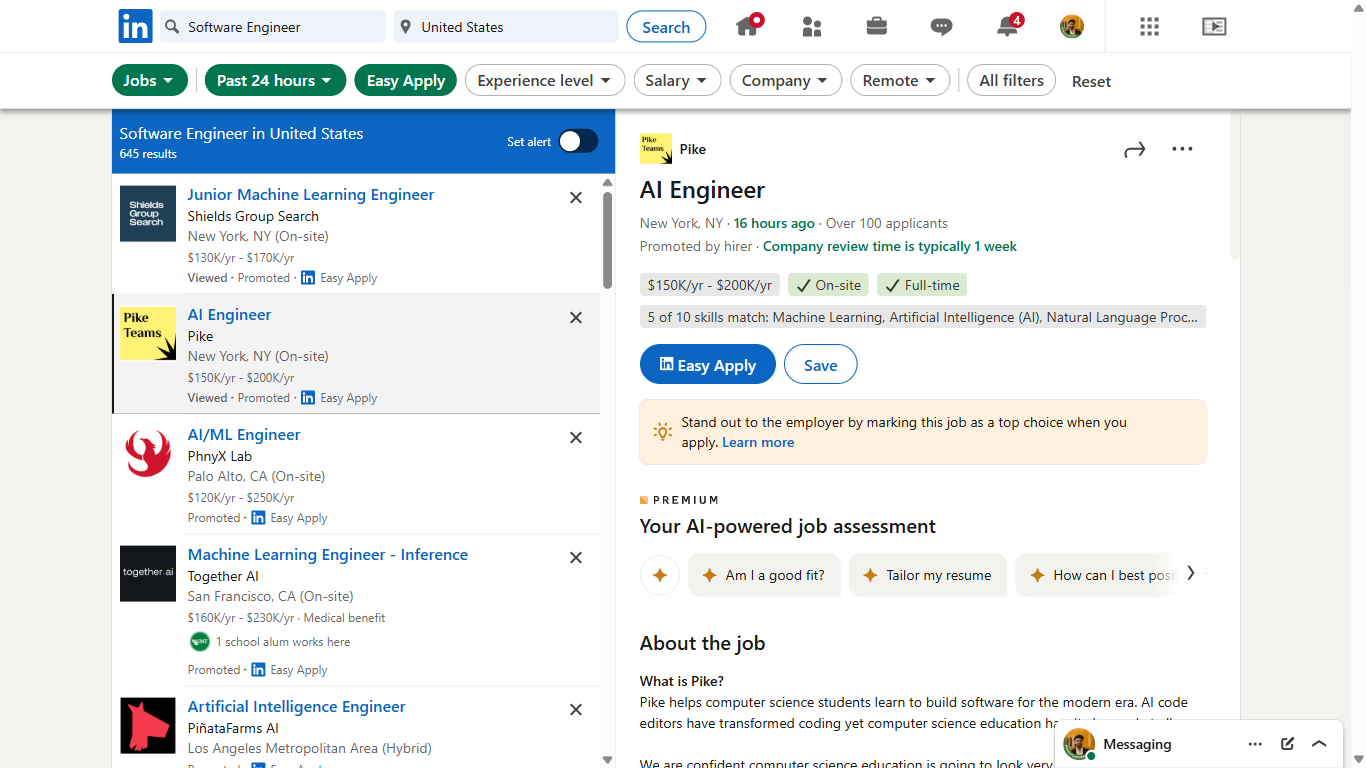 in
Software Engineer
United States
Search
4
Jobs
Past 24 hours
Easy Apply
Experience level
Salary
Company
Remote
All filters
Reset
Software Engineer in United States
645 results
Set alert
Shields
Group
Search
Junior Machine Learning Engineer
Shields Group Search
New York, NY (On-site)
$130K/yr - $170K/yr
Viewed · Promoted · in Easy Apply
Pike
Teams
AI Engineer
Pike
New York, NY (On-site)
$150K/yr - $200K/yr
Viewed · Promoted · in Easy Apply
AI/ML Engineer
PhnyX Lab
Palo Alto, CA (On-site)
$120K/yr - $250K/yr
Promoted · in Easy Apply
together.ai
Machine Learning Engineer - Inference
Together AI
San Francisco, CA (On-site)
$160K/yr - $230K/yr · Medical benefit
1 school alum works here
Promoted · in Easy Apply
Artificial Intelligence Engineer
PiñataFarms AI
Los Angeles Metropolitan Area (Hybrid)
Promoted · in Easy Apply
Pike
Teams
Pike
AI Engineer
New York, NY · 16 hours ago · Over 100 applicants
Promoted by hirer · Company review time is typically 1 week
$150K/yr - $200K/yr
On-site
Full-time
5 of 10 skills match: Machine Learning, Artificial Intelligence (AI), Natural Language Proc...
in Easy Apply
Save
Stand out to the employer by marking this job as a top choice when you
apply. Learn more
PREMIUM
Your AI-powered job assessment
Am I a good fit?
Tailor my resume
How can I best posi
About the job
What is Pike?
Pike helps computer science students learn to build software for the modern era. AI code
editors have transformed coding yet computer science education
We are confident computer science education is going to look very
Messaging